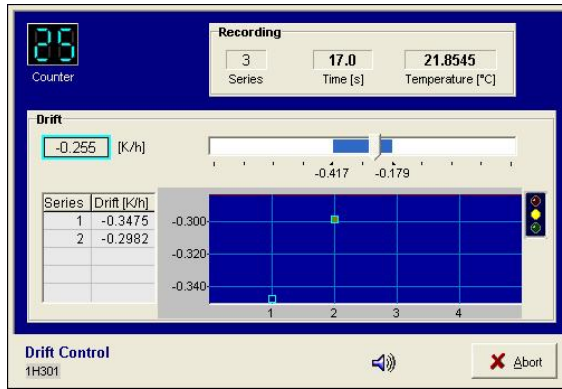 25
Counter
Recording
3 17.0 21.8545
Series Time [s] Temperature [°C]
Drift
-0.255 [K/h]
-0.417 -0.179
Series Drift [K/h]
1 -0.3475
2 -0.2982
-0.300
-0.320
-0.340
1 2 3 4
Drift Control
1H301
Abort